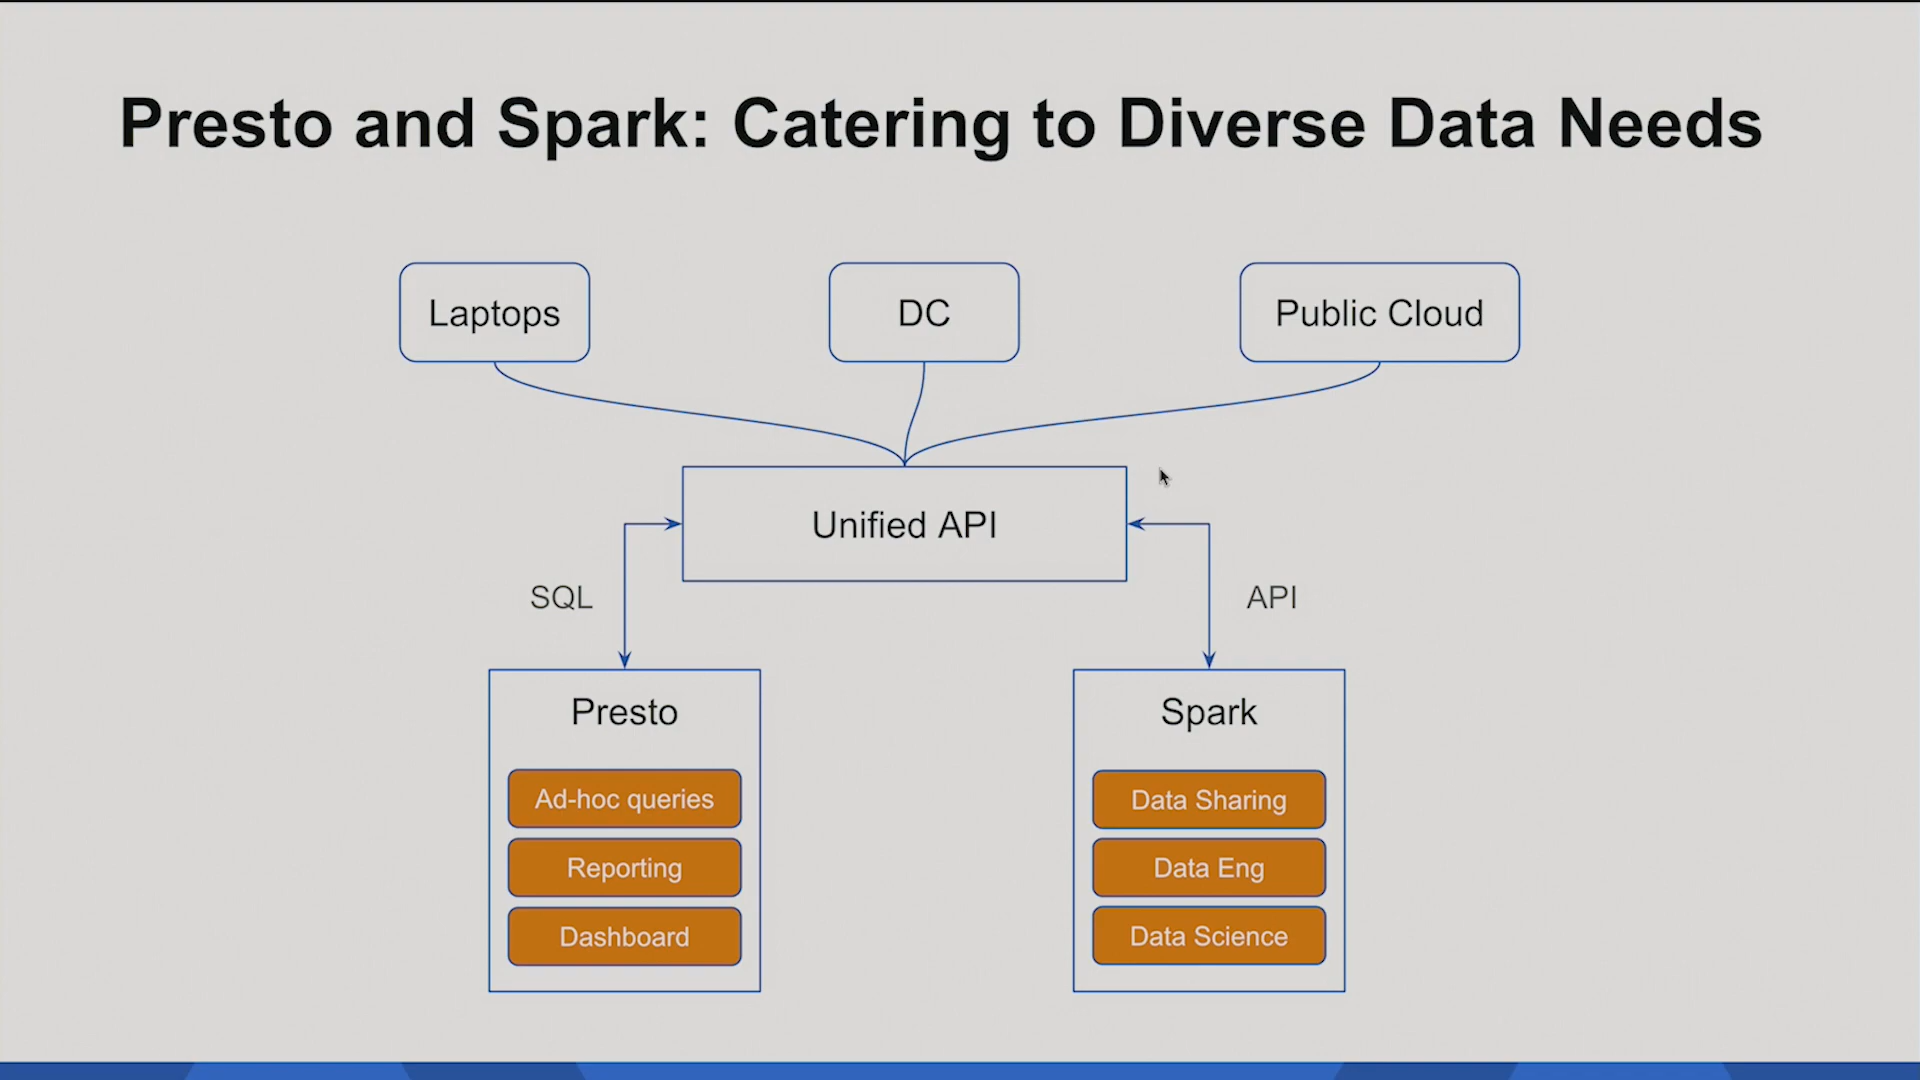 Presto and Spark: Catering to Diverse Data Needs
Laptops
DC
Public Cloud
Unified API
SQL
API
Presto
Ad-hoc queries
Reporting
Dashboard
Spark
Data Sharing
Data Eng
Data Science